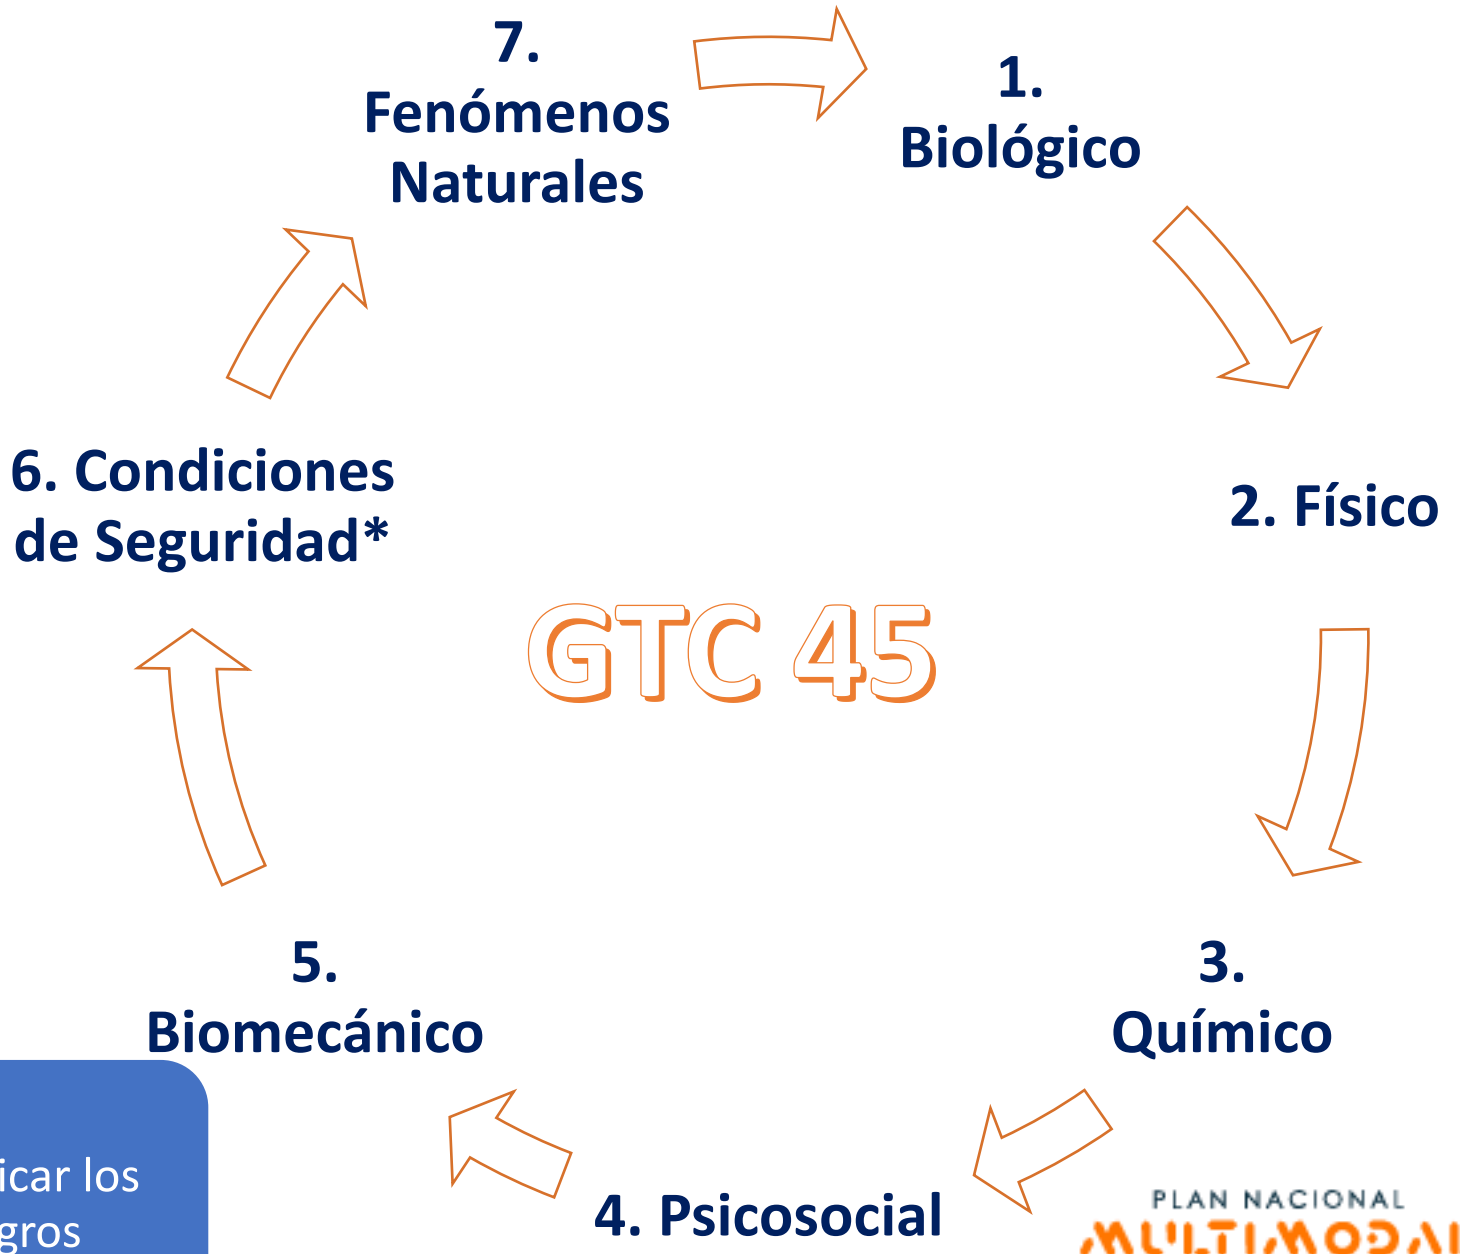 7.
Fenómenos
Naturales
1.
Biológico
6. Condiciones
de Seguridad*
2. Físico
GTC 45
5.
Biomecánico
3.
Químico
4. Psicosocial
icar los
gros
PLAN NACIONAL
MULTIMODAL